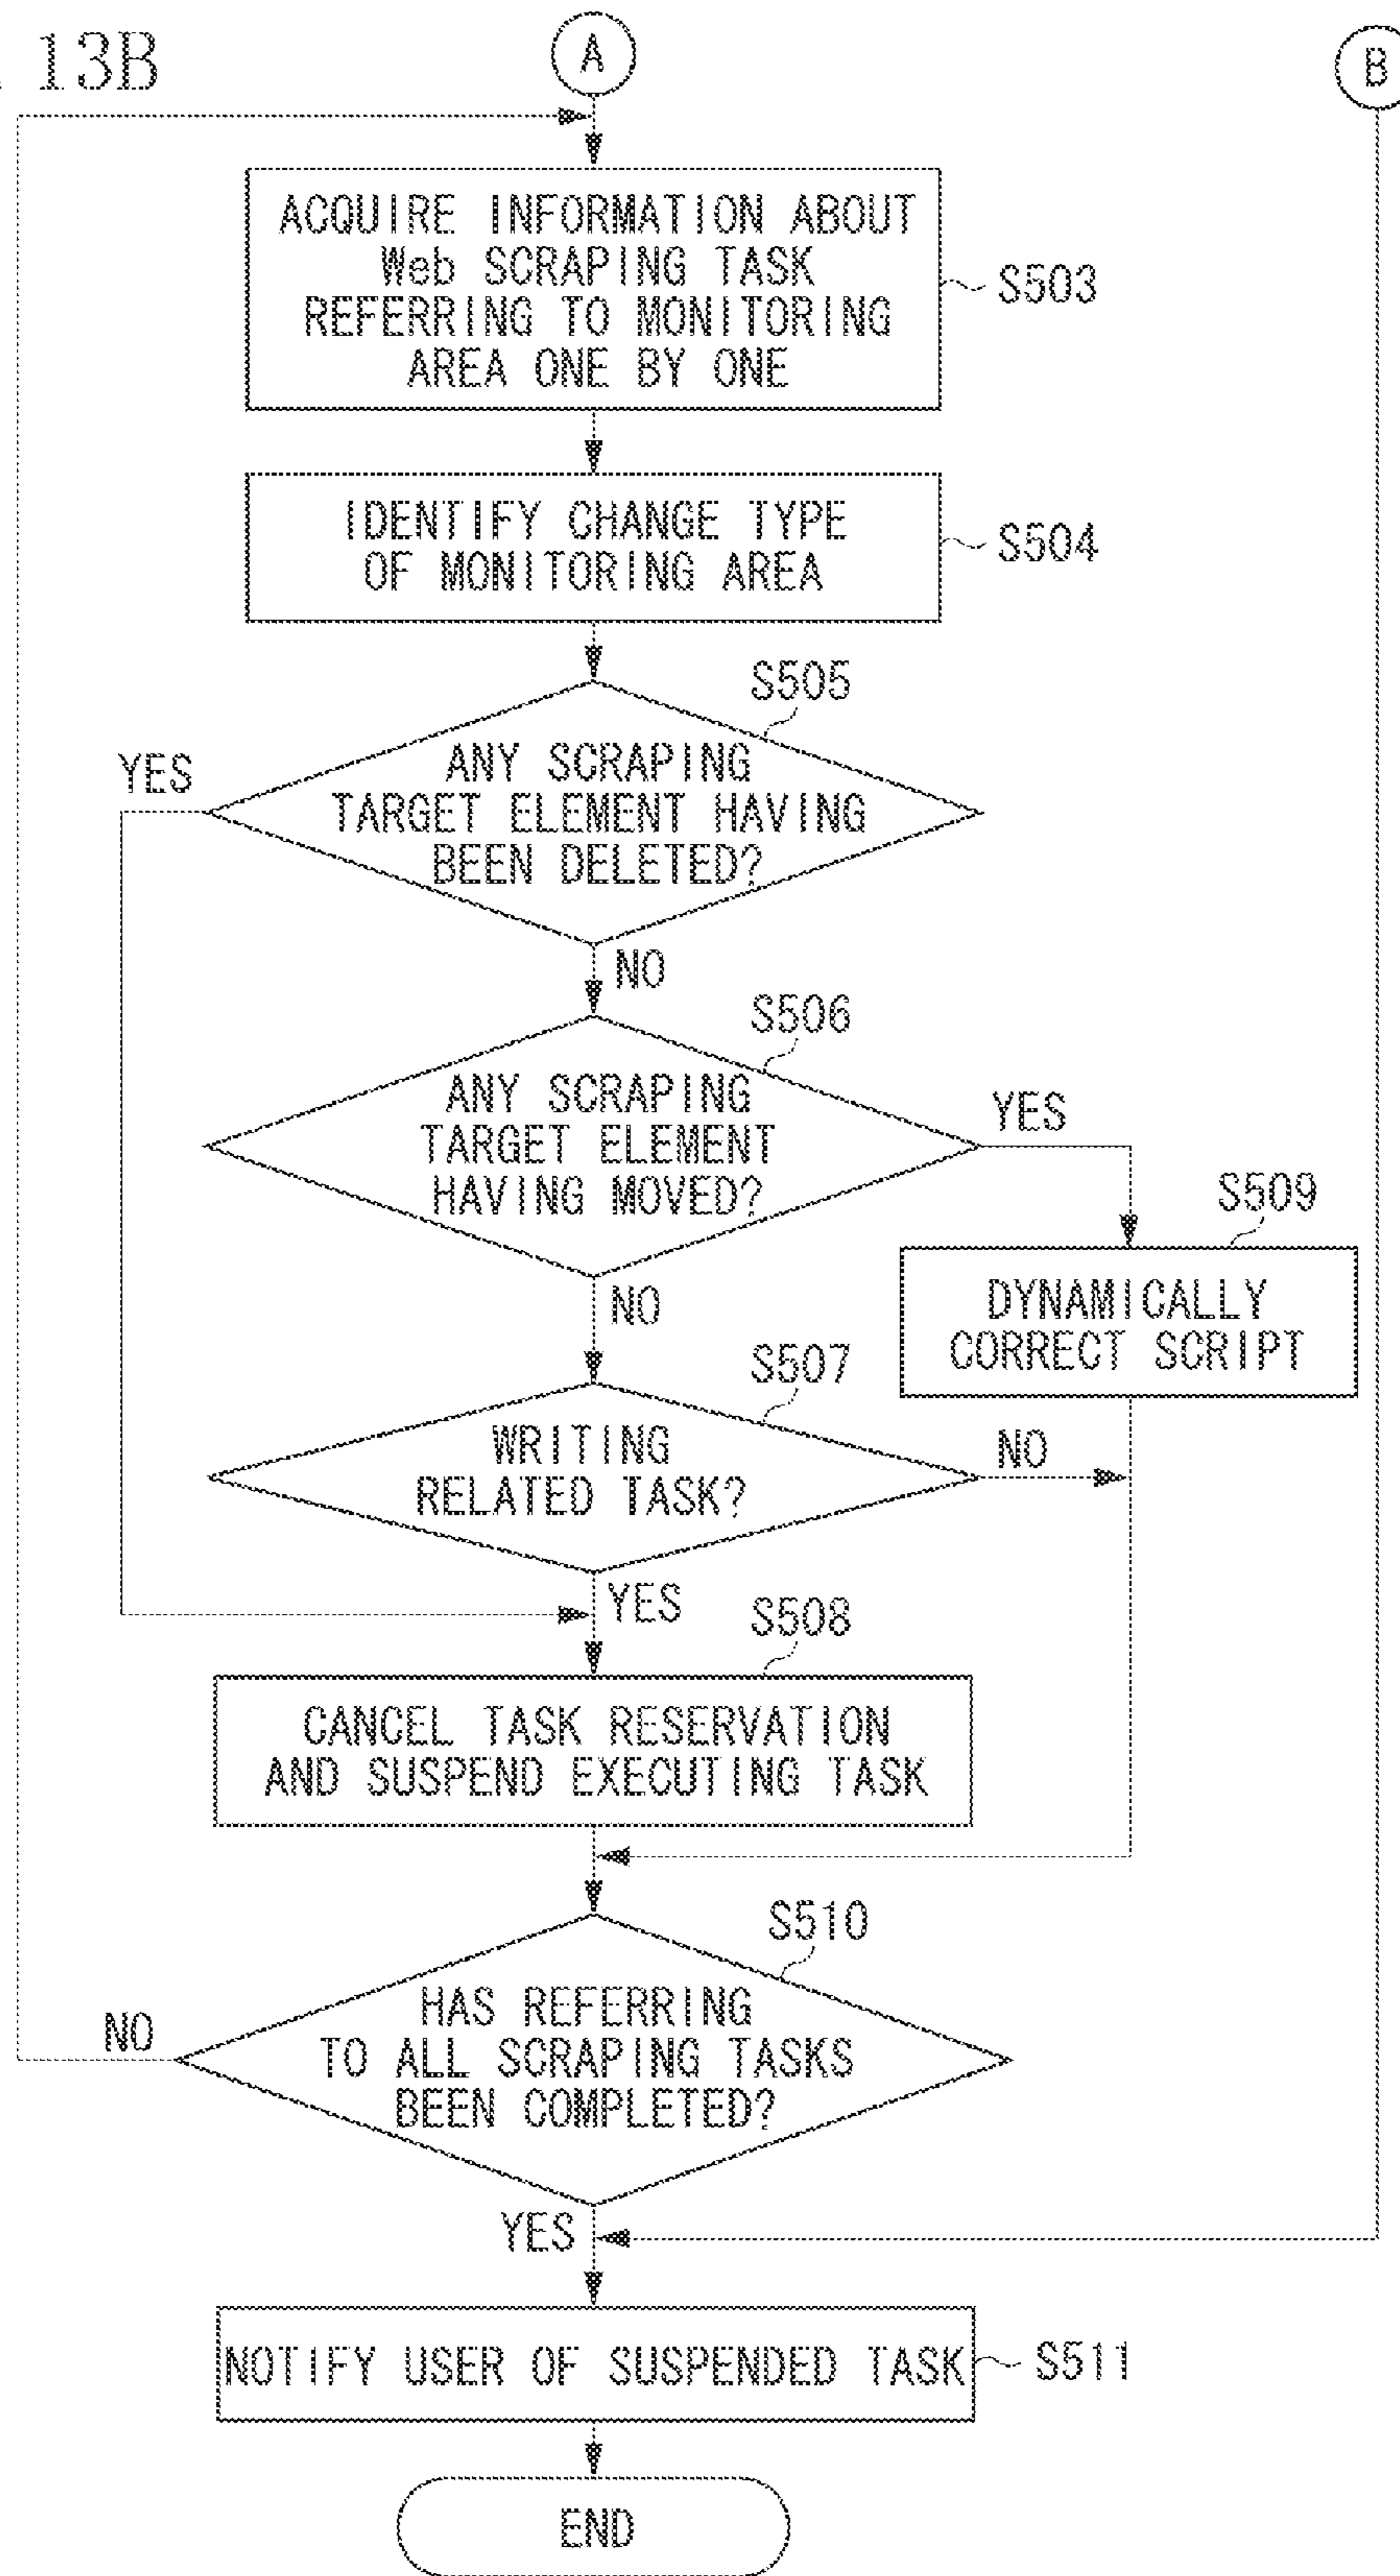 13B
A
B
ACQUIRE INFORMATION ABOUT
Web SCRAPING TASK
REFERRING TO MONITORING
AREA ONE BY ONE
S503
IDENTIFY CHANGE TYPE
OF MONITORING AREA
S504
S505
YES
ANY SCRAPING
TARGET ELEMENT HAVING
BEEN DELETED?
NO
S506
ANY SCRAPING
TARGET ELEMENT
HAVING MOVED?
YES
S509
DYNAMICALLY
CORRECT SCRIPT
NO
S507
WRITING
RELATED TASK?
NO
YES
S508
CANCEL TASK RESERVATION
AND SUSPEND EXECUTING TASK
S510
HAS REFERRING
TO ALL SCRAPING TASKS
BEEN COMPLETED?
NO
YES
NOTIFY USER OF SUSPENDED TASK
S511
END